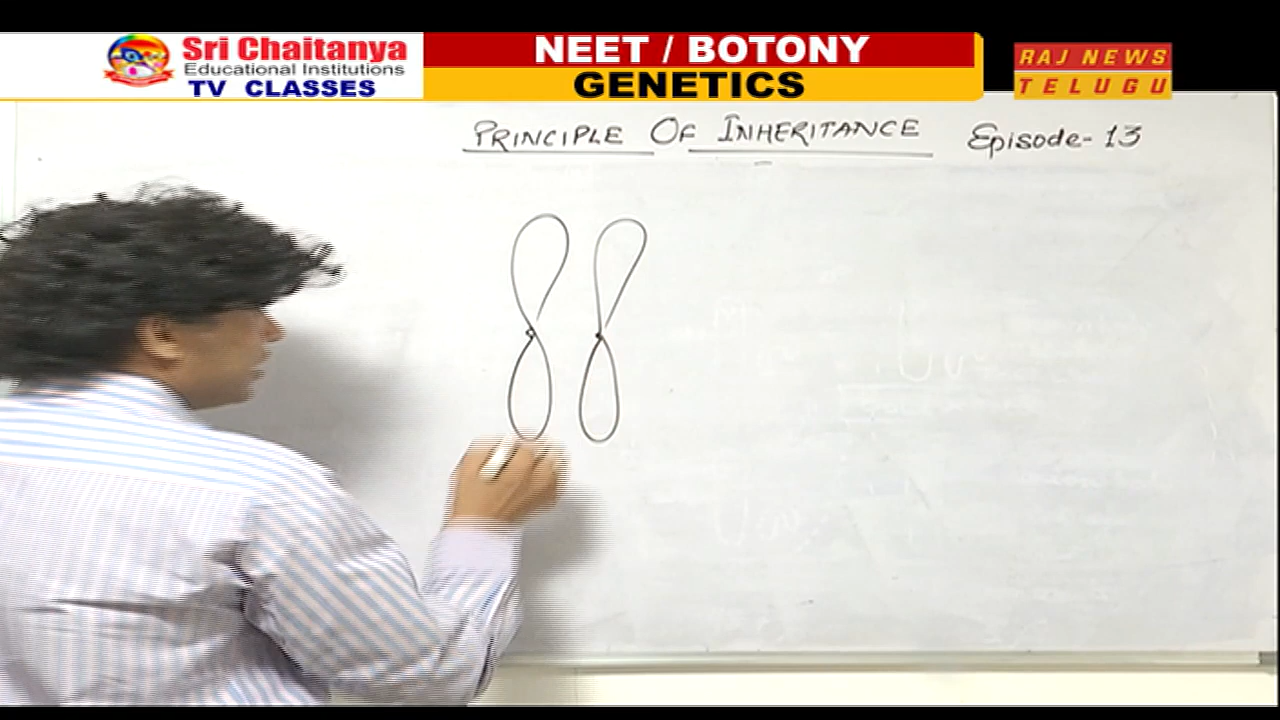 Sri Chaitanya
Educational Institutions
TV CLASSES
NEET / BOTONY
GENETICS
RAJ NEWS
TELUGU
PRINCIPLE OF INHERITANCE Episode-13